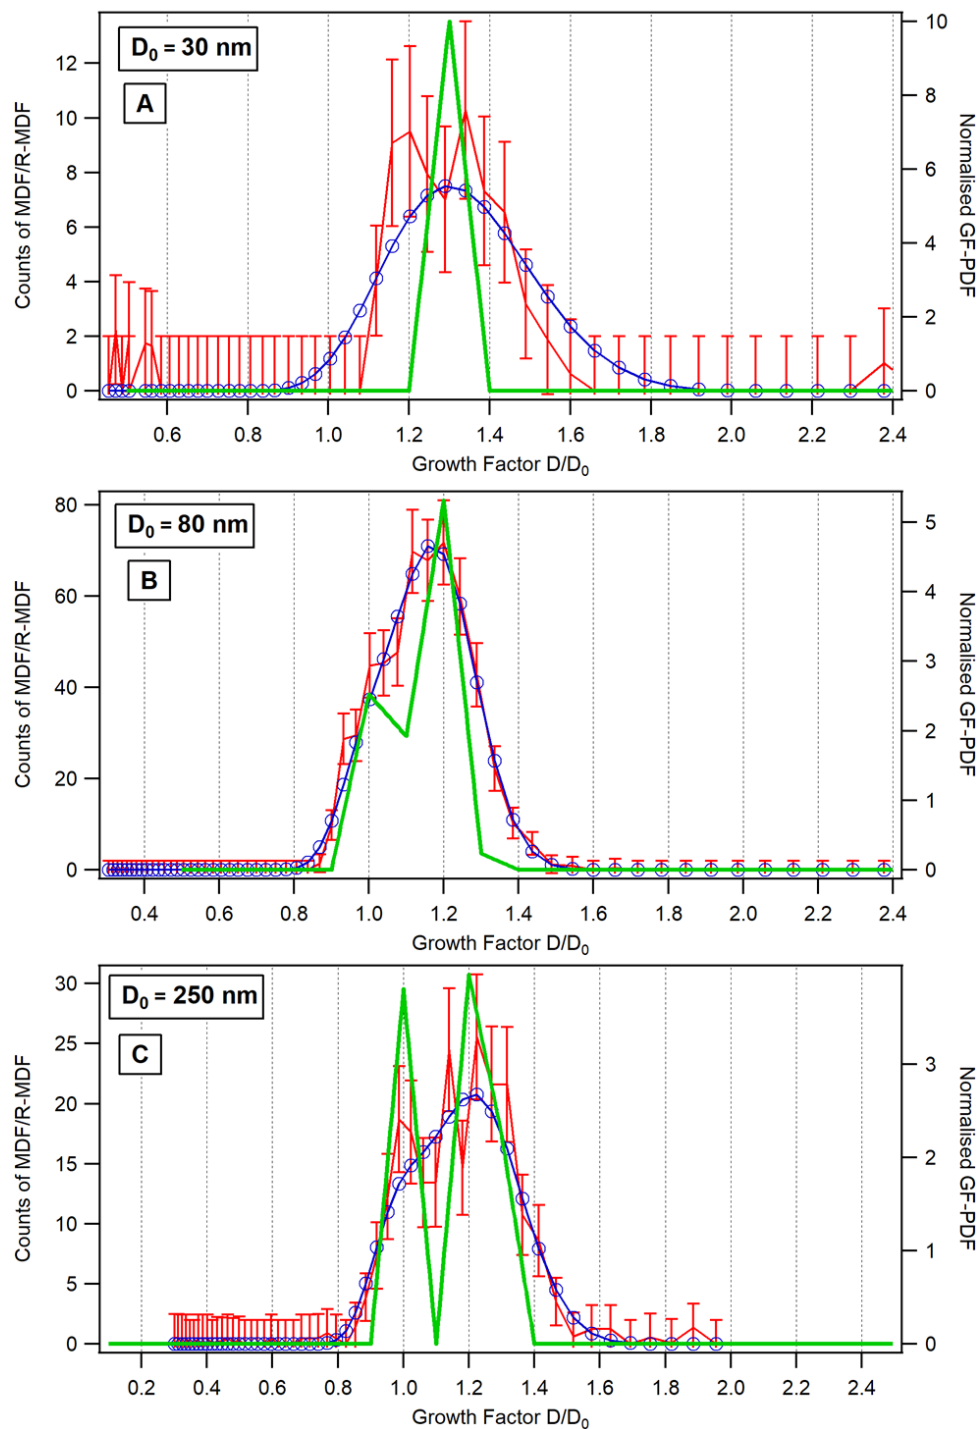 D0 = 30 nm
A
Counts of MDF/R-MDF
12
10
8
6
4
2
0
10
8
6
4
2
0
Normalised GF-PDF
0.6 0.8 1.0 1.2 1.4 1.6 1.8 2.0 2.2 2.4
Growth Factor D/D0
D0 = 80 nm
B
Counts of MDF/R-MDF
80
60
40
20
0
5
4
3
2
1
0
Normalised GF-PDF
0.4 0.6 0.8 1.0 1.2 1.4 1.6 1.8 2.0 2.2 2.4
Growth Factor D/D0
D0 = 250 nm
C
Counts of MDF/R-MDF
30
25
20
15
10
5
0
3
2
1
0
Normalised GF-PDF
0.2 0.4 0.6 0.8 1.0 1.2 1.4 1.6 1.8 2.0 2.2 2.4
Growth Factor D/D0